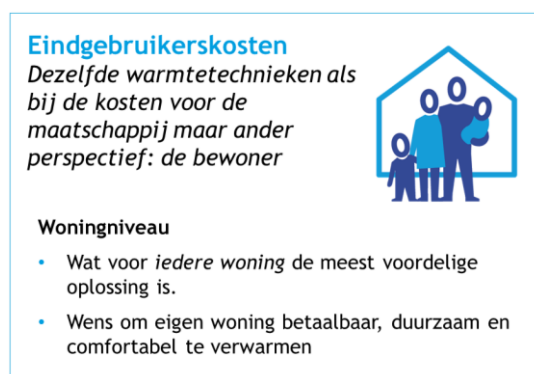 Eindgebruikerskosten
Dezelfde warmtetechnieken als
bij de kosten voor de
maatschappij maar ander
perspectief: de bewoner
Woningniveau
• Wat voor iedere woning de meest voordelige
oplossing is.
• Wens om eigen woning betaalbaar, duurzaam en
comfortabel te verwarmen